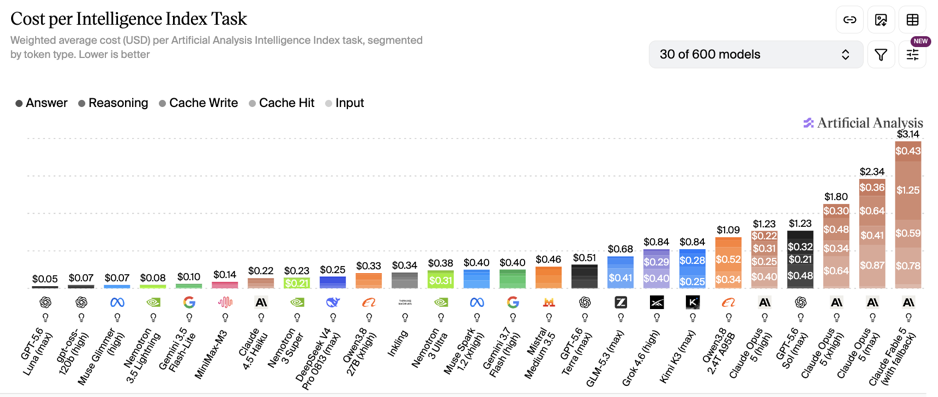 Cost per Intelligence Index Task
Weighted average cost (USD) per Artificial Analysis Intelligence Index task, segmented
by token type. Lower is better
NEW
30 of 600 models
Answer
Reasoning
Cache Write
Cache Hit
Input
Artificial Analysis
$0.05
$0.07
$0.07
$0.08
$0.10
$0.14
$0.22
$0.23
$0.21
$0.25
$0.33
$0.34
$0.38
$0.31
$0.40
$0.40
$0.46
$0.51
$0.68
$0.41
$0.84
$0.29
$0.40
$0.84
$0.28
$0.25
$1.09
$0.52
$0.34
$1.23
$0.22
$0.31
$0.25
$0.40
$1.23
$0.32
$0.21
$0.48
$1.80
$0.30
$0.48
$0.34
$0.64
$2.34
$0.36
$0.64
$0.41
$0.87
$3.14
$0.43
$1.25
$0.59
$0.78
GPT-5.6
Luna (max)
gpt-oss-
120b (high)
Muse Glimmer
(high)
Nemotron
3.5 Lightning
Gemini 3.5
Flash-Lite
MiniMax-M3
Claude
4.5 Haiku
Nemotron
3 Super
DeepSeek V4
Pro 0813 (max)
Qwen3.8
27B (xhigh)
Inkling
Nemotron
3 Ultra
Muse Spark
1.2 (xhigh)
Gemini 3.7
Flash (high)
Mistral
Medium 3.5
GPT-5.6
Terra (max)
GLM-5.3 (max)
Grok 4.6 (high)
Kimi K3 (max)
Qwen3.8
2.4T A95B
Claude Opus
5 (high)
GPT-5.6
Sol (max)
Claude Opus
5 (xhigh)
Claude Opus
5 (max)
Claude Fable 5
(with fallback)